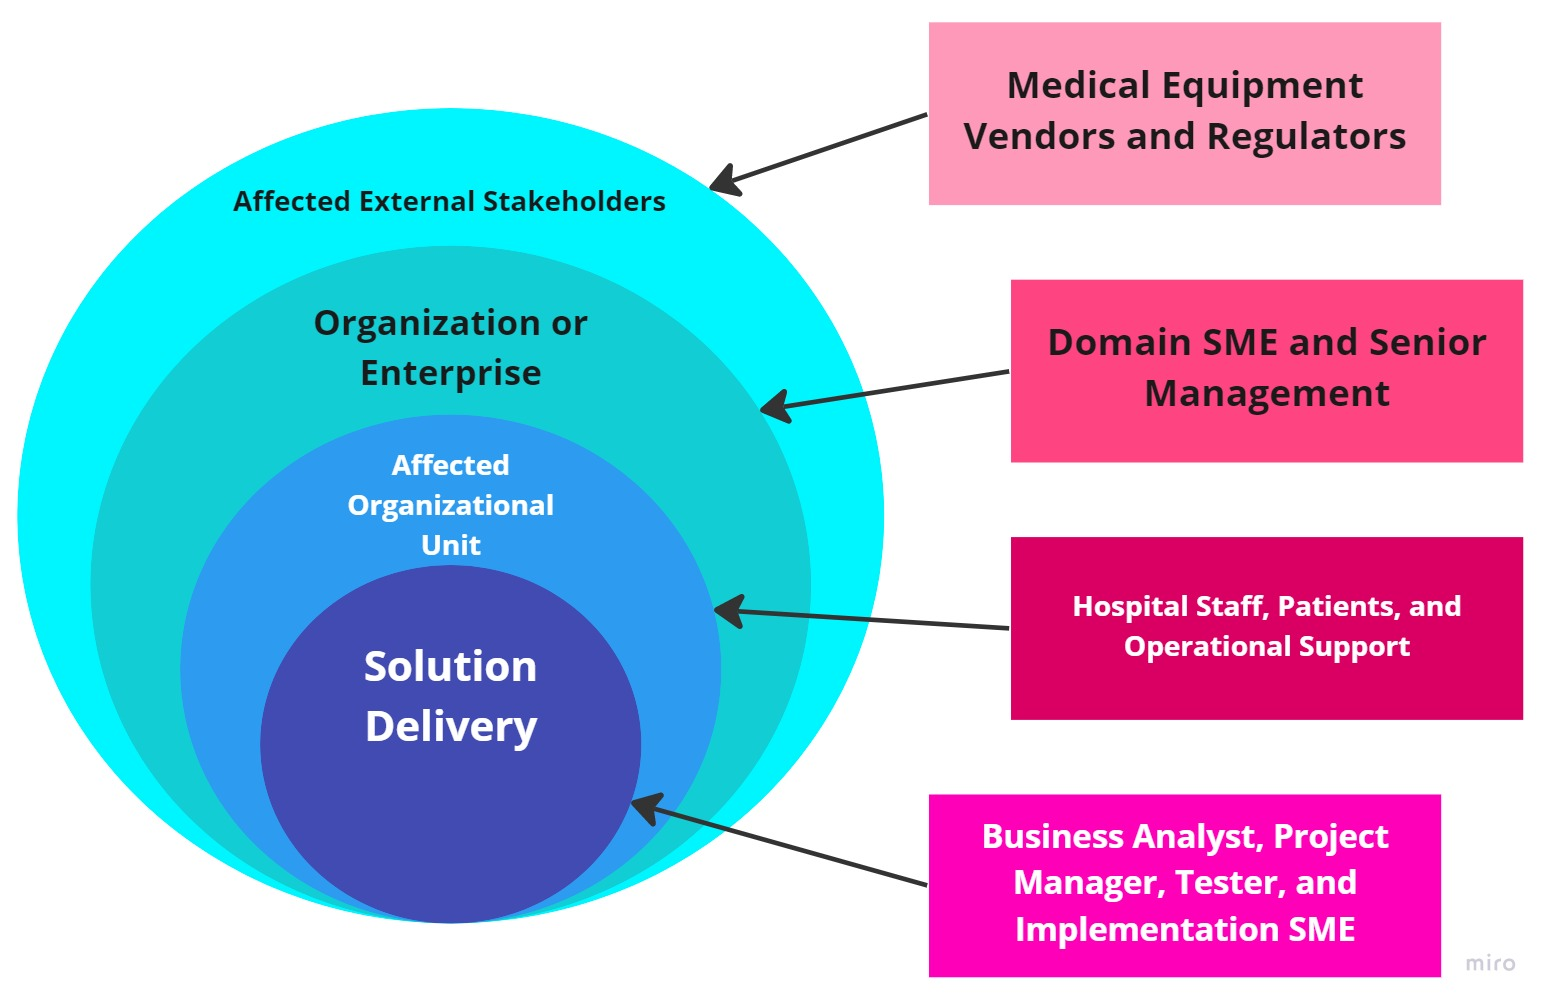 Medical Equipment
Vendors and Regulators
Affected External Stakeholders
Organization or
Enterprise
Domain SME and Senior
Management
Affected
Organizational
Unit
Hospital Staff, Patients, and
Operational Support
Solution
Delivery
Business Analyst, Project
Manager, Tester, and
Implementation SME
miro